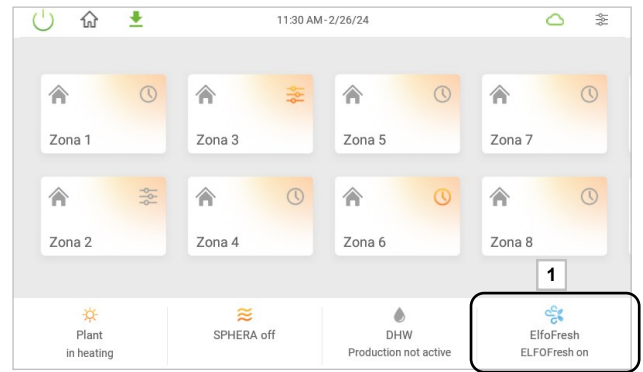 11:30 AM - 2/26/24
Zona 1
Zona 3
Zona 5
Zona 7
Zona 2
Zona 4
Zona 6
Zona 8
1
Plant
in heating
SPHERA off
DHW
Production not active
ElfoFresh
ELFOFresh on